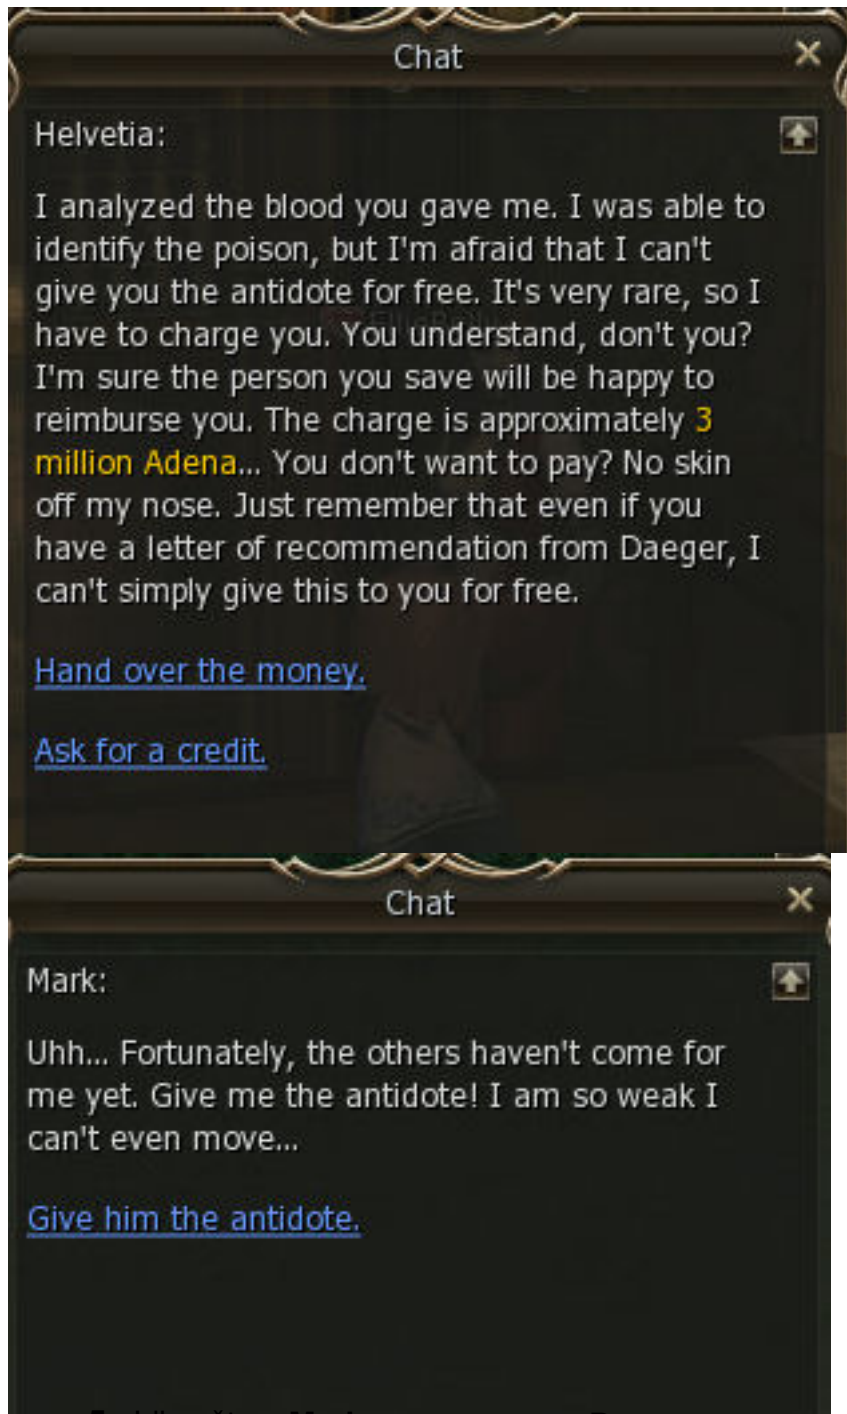 Chat
Helvetia:
I analyzed the blood you gave me. I was able to
identify the poison, but I'm afraid that I can't
give you the antidote for free. It's very rare, so I
have to charge you. You understand, don't you?
I'm sure the person you save will be happy to
reimburse you. The charge is approximately 3
million Adena... You don't want to pay? No skin
off my nose. Just remember that even if you
have a letter of recommendation from Daeger, I
can't simply give this to you for free.
Hand over the money.
Ask for a credit.
Chat
Mark:
Uhh... Fortunately, the others haven't come for
me yet. Give me the antidote! I am so weak I
can't even move...
Give him the antidote.